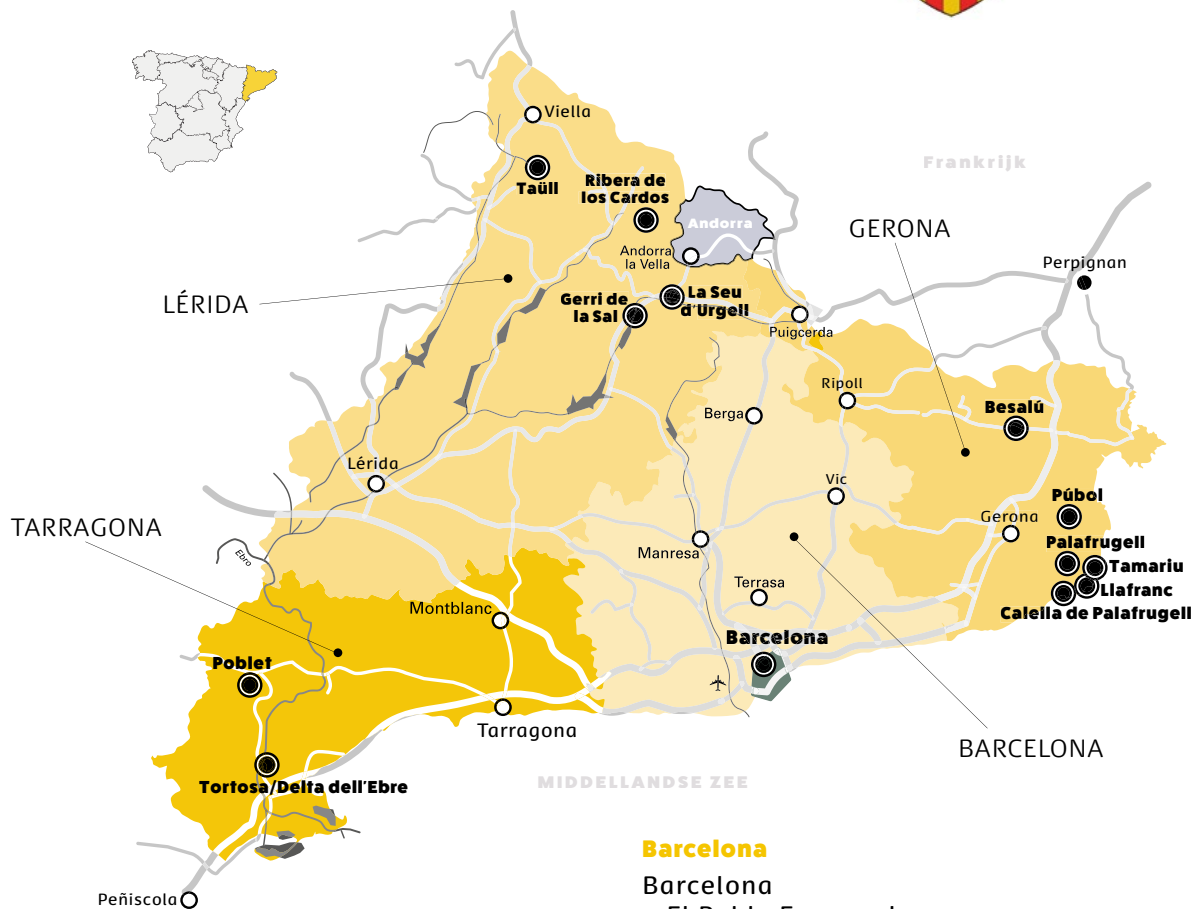 Viella
Frankrijk
Taüll
Ribera de
los Cardos
Andorra
GERONA
Andorra
la Vella
Perpignan
LÉRIDA
Gerri de
la Sal
La Seu
d'Urgell
Puigcerda
Ripoll
Berga
Besalú
Lérida
Vic
Púbol
Gerona
TARRAGONA
Palafrugell
Ebro
Manresa
Tamariu
Terrasa
Llafranc
Montblanc
Calella de Palafrugell
Barcelona
Poblet
Tarragona
BARCELONA
MIDDELLANDSE ZEE
Tortosa/Delta dell'Ebre
Barcelona
Barcelona
Peñiscola